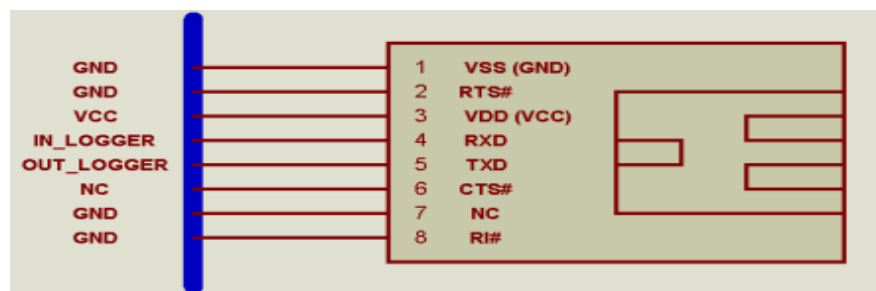 GND 1 VSS (GND)
GND 2 RTS#
VCC 3 VDD (VCC)
IN_LOGGER 4 RXD
OUT_LOGGER 5 TXD
NC 6 CTS#
GND 7 NC
GND 8 RI#